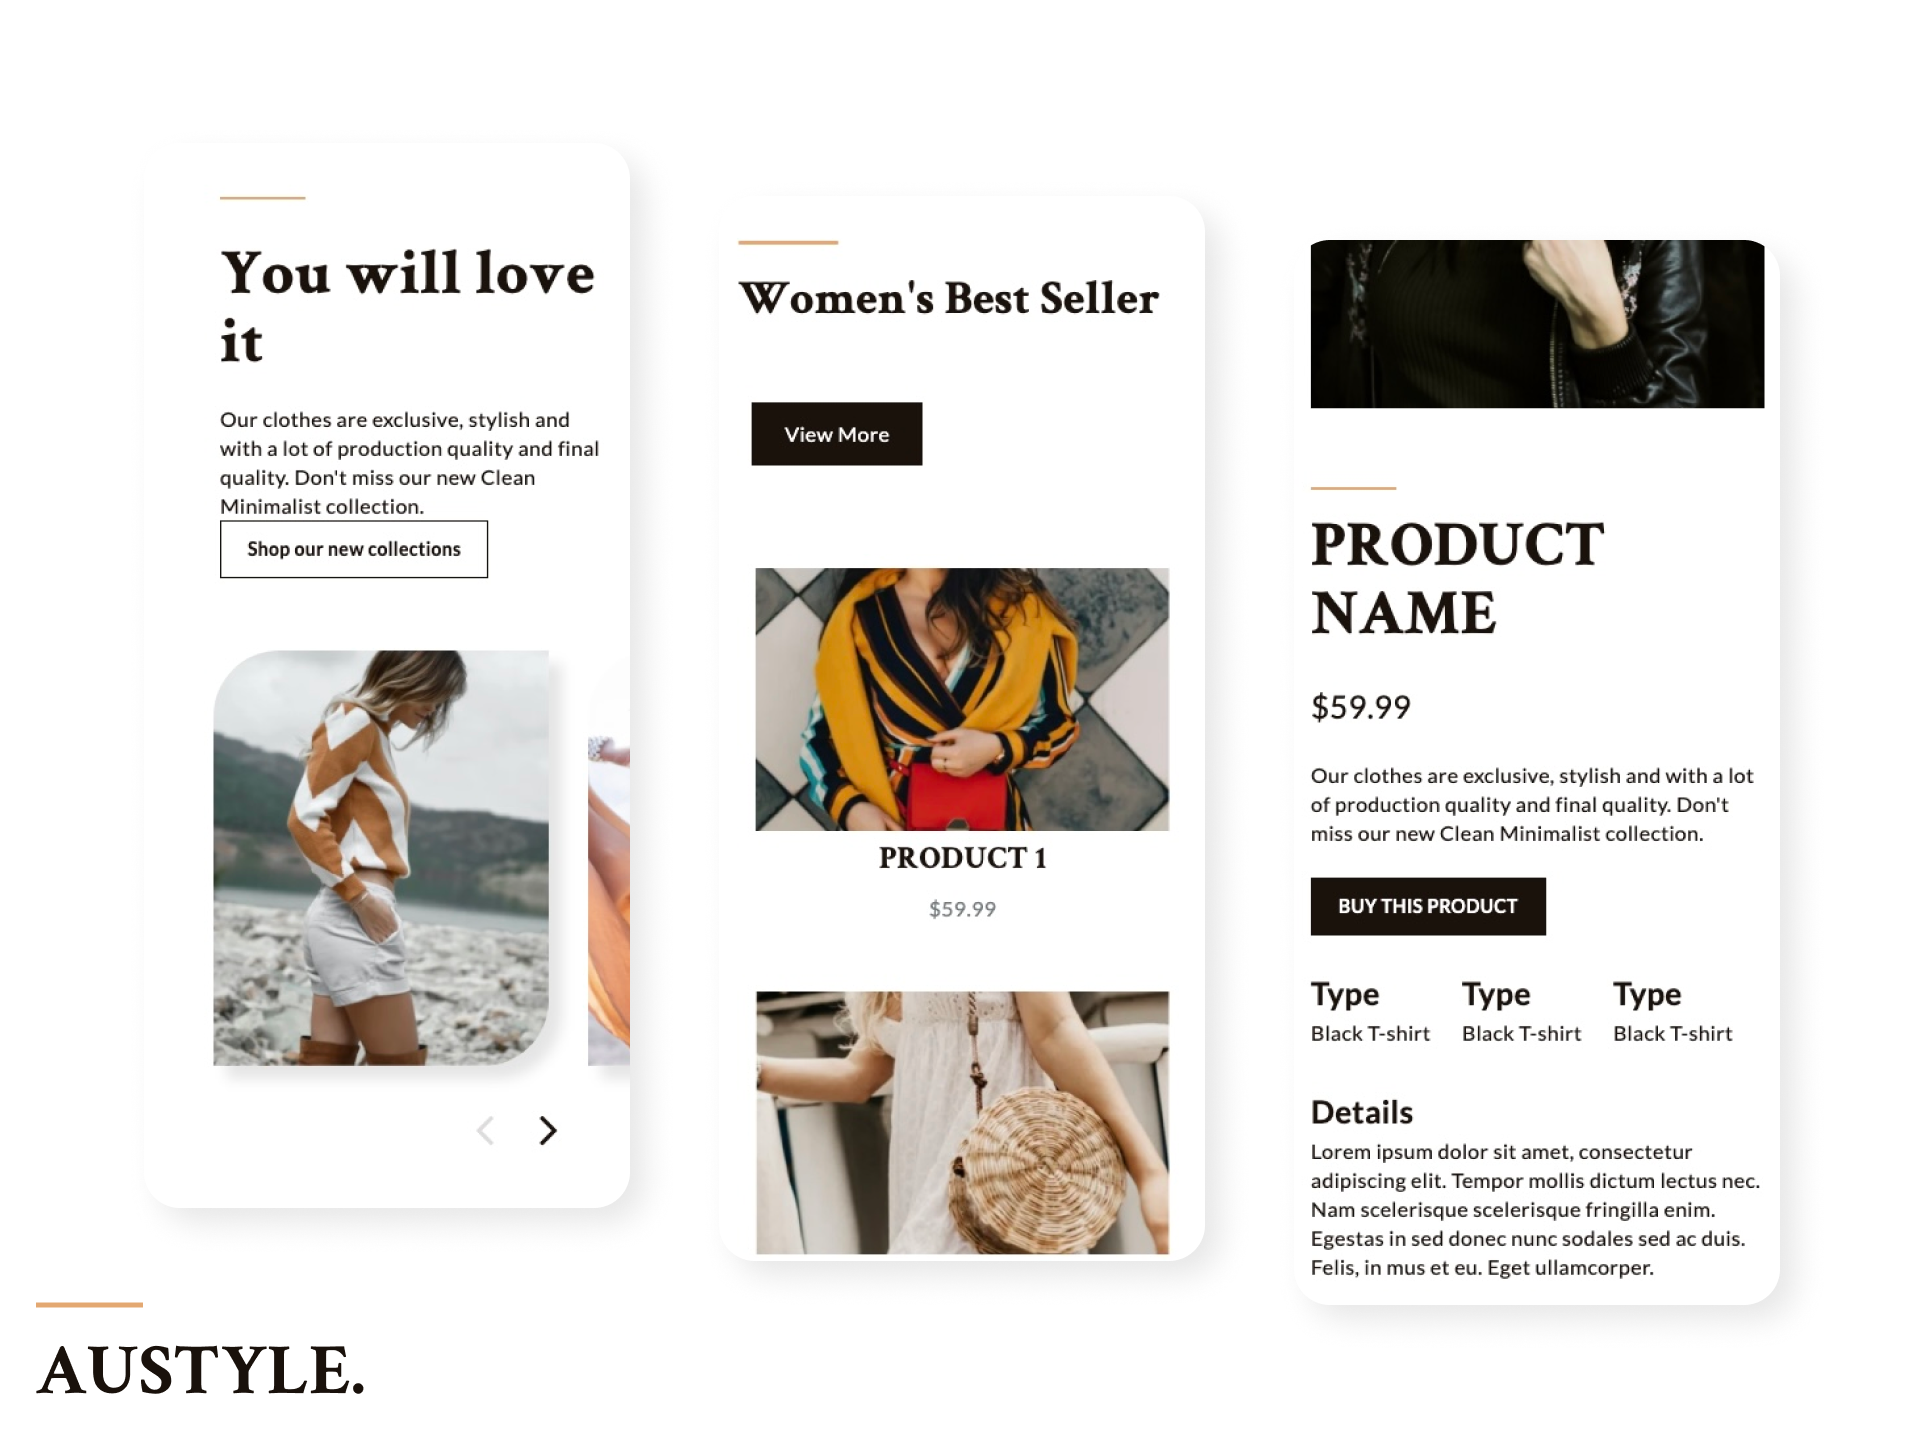 You will love
it
Our clothes are exclusive, stylish and
with a lot of production quality and final
quality. Don't miss our new Clean
Minimalist collection.
Shop our new collections
Women's Best Seller
View More
PRODUCT 1
$59.99
PRODUCT
NAME
$59.99
Our clothes are exclusive, stylish and with a lot
of production quality and final quality. Don't
miss our new Clean Minimalist collection.
BUY THIS PRODUCT
Type Type Type
Black T-shirt Black T-shirt Black T-shirt
Details
Lorem ipsum dolor sit amet, consectetur
adipiscing elit. Tempor mollis dictum lectus nec.
Nam scelerisque scelerisque fringilla enim.
Egestas in sed donec nunc sodales sed ac duis.
Felis, in mus et eu. Eget ullamcorper.
AUSTYLE.